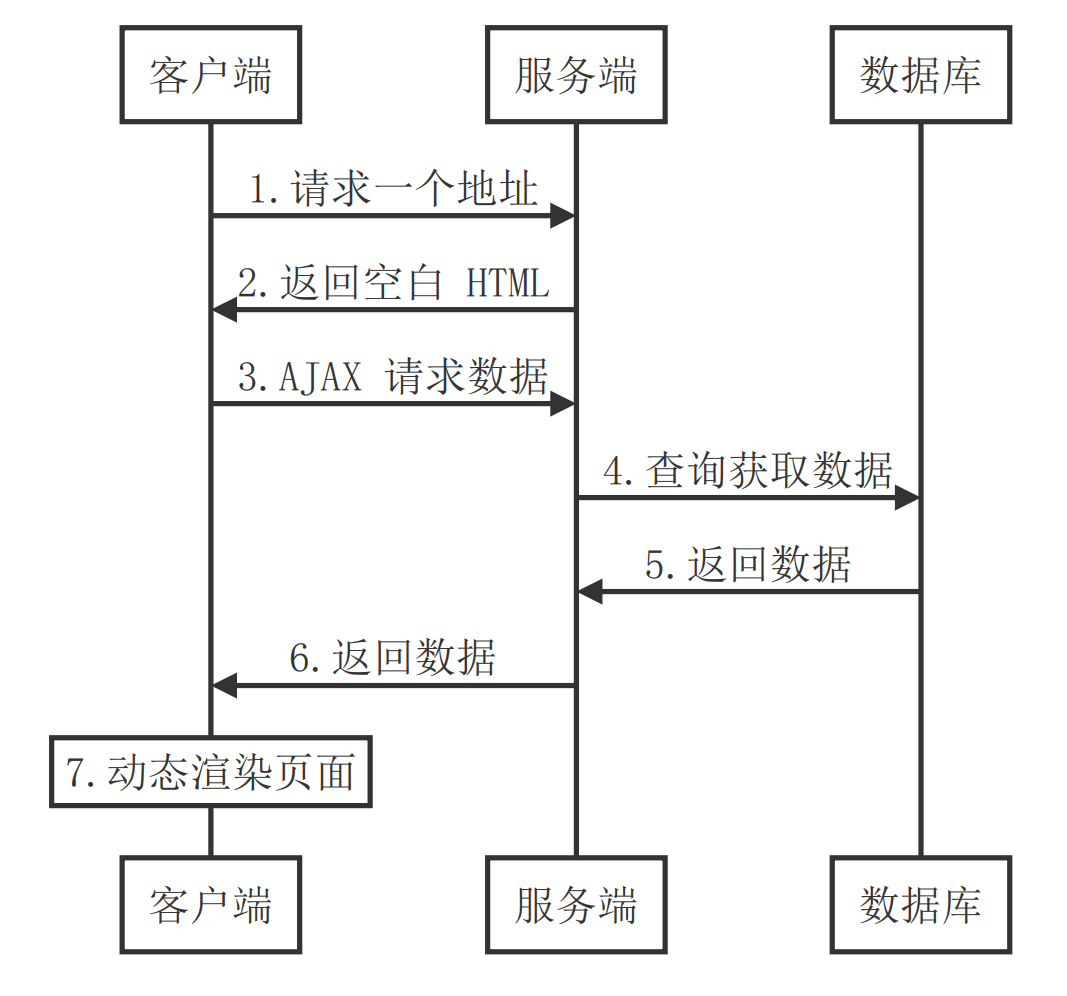 客户端
服务端
数据库
1.请求一个地址
2.返回空白 HTML
3.AJAX 请求数据
4.查询获取数据
5.返回数据
6.返回数据
7.动态渲染页面
客户端
服务端
数据库